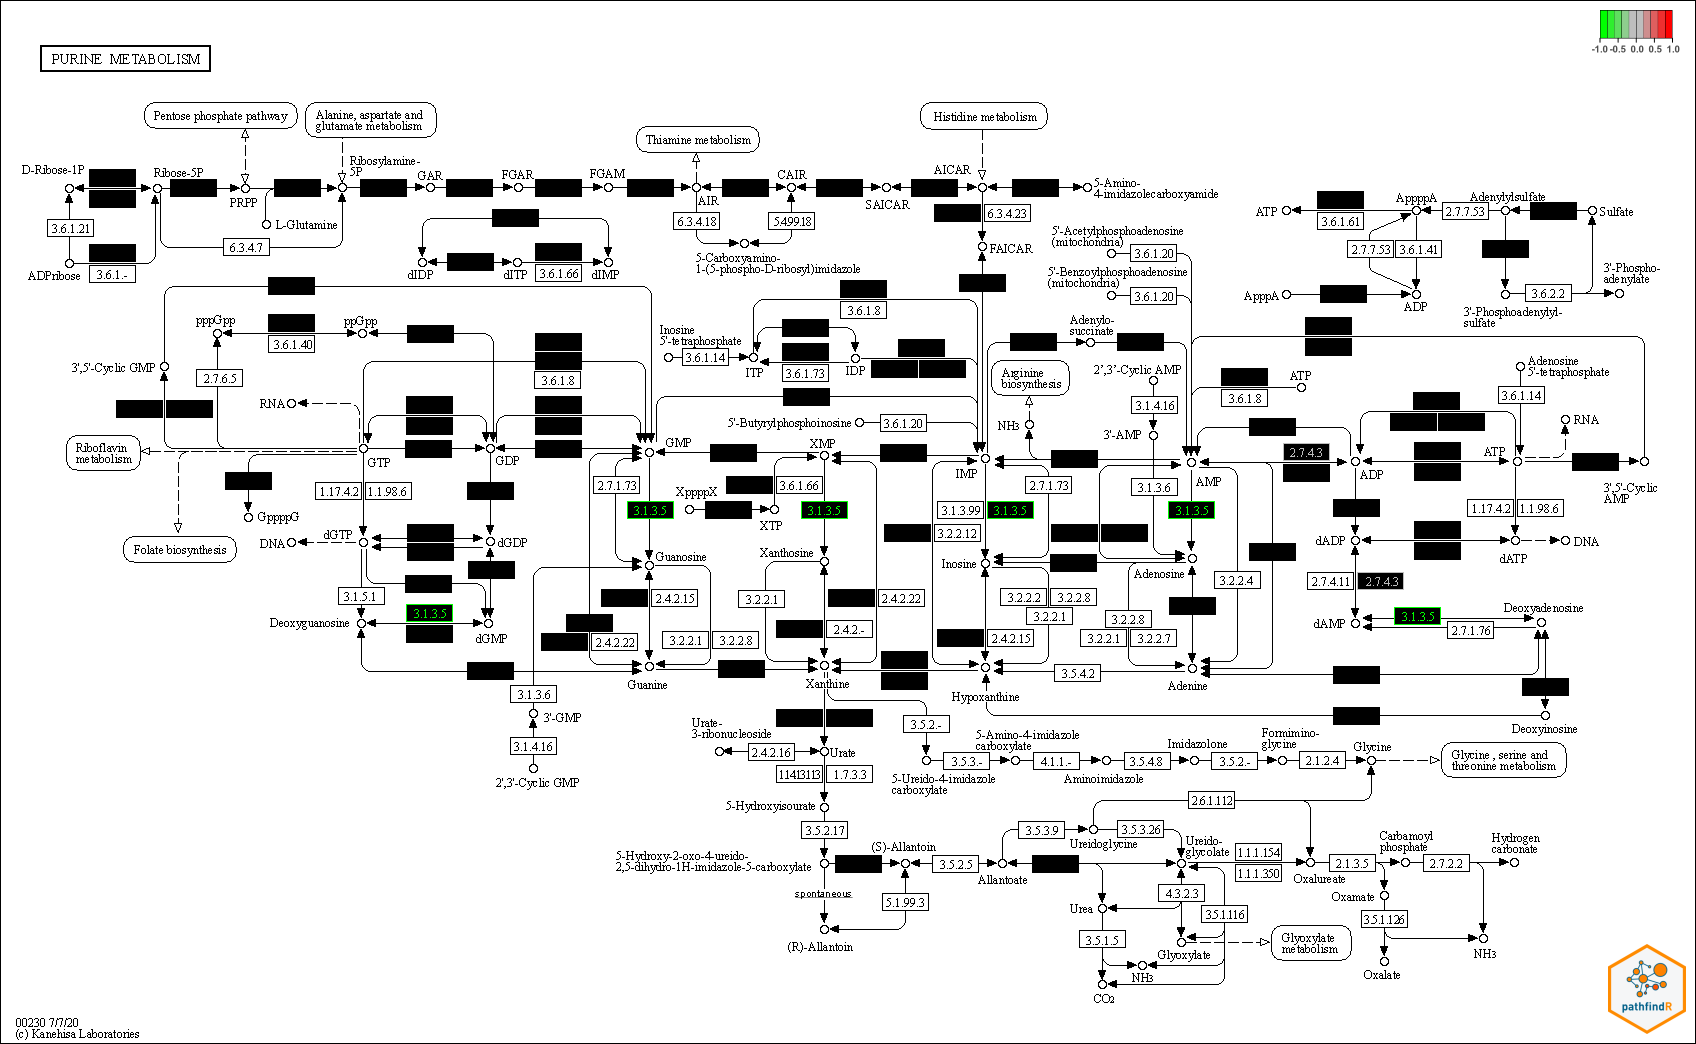 -1.0 -0.5 0.0 0.5 1.0
PURINE METABOLISM
Pentose phosphate pathway
Alanine, aspartate and
glutamate metabolism
Thiamine metabolism
Histidine metabolism
D-Ribose-1P
Ribose-5P
Ribosylamine-
5P
GAR
FGAR
FGAM
CAIR
AICAR
PRPP
L-Glutamine
AIR
SAICAR
5-Amino-
4-imidazolecarboxyamide
3.6.1.21
6.3.4.7
6.3.4.18
5.4.99.18
6.3.4.23
FAICAR
ADPribose
3.6.1.-
dIDP
dITP
3.6.1.66
dIMP
5-Carboxyamino-
1-(5-phospho-D-ribosyl)imidazole
5'-Acetylphosphoadenosine
(mitochondria)
3.6.1.20
5'-Benzoylphosphoadenosine
(mitochondria)
3.6.1.20
ATP
3.6.1.61
AppppA
2.7.7.53
Adenylylsulfate
Sulfate
2.7.7.53
3.6.1.41
3'-Phospho-
adenylate
ApppA
ADP
3.6.2.2
3'-Phosphoadenylyl-
sulfate
pppGpp
3.6.1.40
ppGpp
3',5'-Cyclic GMP
2.7.6.5
3.6.1.8
RNA
Inosine
5'-tetraphosphate
3.6.1.14
ITP
3.6.1.8
3.6.1.73
IDP
Adenylo-
succinate
Arginine
biosynthesis
NH3
2',3'-Cyclic AMP
3.1.4.16
3'-AMP
ATP
3.6.1.8
Adenosine
5'-tetraphosphate
3.6.1.14
RNA
5'-Butyrylphosphoinosine
3.6.1.20
Riboflavin
metabolism
GTP
GDP
GMP
XMP
IMP
AMP
2.7.4.3
ADP
ATP
3',5'-Cyclic
AMP
1.17.4.2
1.1.98.6
GppppG
2.7.1.73
3.1.3.5
XppppX
XTP
3.6.1.66
3.1.3.5
3.1.3.99
3.1.3.5
3.2.2.12
2.7.1.73
3.1.3.6
3.1.3.5
1.17.4.2
1.1.98.6
Folate biosynthesis
DNA
dGTP
dGDP
Guanosine
Xanthosine
Inosine
Adenosine
dADP
dATP
DNA
3.1.5.1
3.1.3.5
Deoxyguanosine
dGMP
2.4.2.15
2.4.2.22
3.2.2.1
3.2.2.8
3.2.2.1
2.4.2.22
2.4.2.-
2.4.2.15
3.2.2.2
3.2.2.8
3.2.2.1
3.2.2.8
3.2.2.1
3.2.2.7
3.2.2.4
2.7.4.11
2.7.4.3
dAMP
3.1.3.5
2.7.1.76
Deoxyadenosine
Guanine
Xanthine
Hypoxanthine
3.5.4.2
Adenine
3.1.3.6
3'-GMP
3.1.4.16
2',3'-Cyclic GMP
Urate-
3-ribonucleoside
2.4.2.16
Urate
1.14.13.113
1.7.3.3
3.5.2.-
5-Ureido-4-imidazole
carboxylate
3.5.3.-
5-Amino-4-imidazole
carboxylate
4.1.1.-
Aminoimidazole
3.5.4.8
Imidazolone
3.5.2.-
Formimino-
glycine
2.1.2.4
Glycine
Deoxyinosine
Glycine , serine and
threonine metabolism
5-Hydroxyisourate
3.5.2.17
5-Hydroxy-2-oxo-4-ureido-
2,5-dihydro-1H-imidazole-5-carboxylate
spontaneous
(S)-Allantoin
3.5.2.5
5.1.99.3
(R)-Allantoin
Allantoate
3.5.3.9
Ureidoglycine
3.5.3.26
2.6.1.112
Ureido-
glycolate
1.1.1.154
1.1.1.350
Oxalureate
2.1.3.5
Carbamoyl
phosphate
2.7.2.2
Hydrogen
carbonate
Urea
4.3.2.3
3.5.1.116
Oxamate
3.5.1.126
3.5.1.5
Glyoxylate
Glyoxylate
metabolism
NH3
NH3
Oxalate
CO2
00230 7/7/20
(c) Kanehisa Laboratories
pathfindR